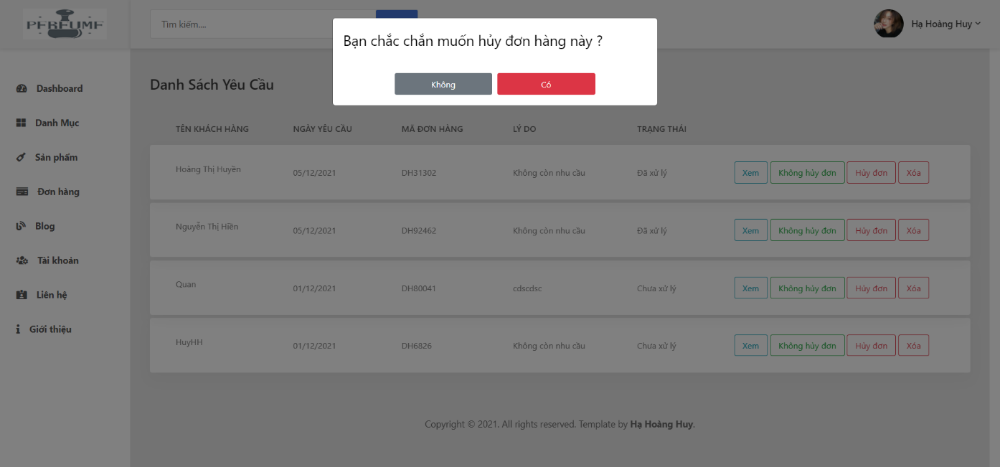 PERFUME
Tìm kiếm....
Hạ Hoàng Huy
Bạn chắc chắn muốn hủy đơn hàng này ?
Không Có
Dashboard
Danh Mục
Sản phẩm
Đơn hàng
Blog
Tài khoản
Liên hệ
Giới thiệu
Danh Sách Yêu Cầu
TÊN KHÁCH HÀNG NGÀY YÊU CẦU MÃ ĐƠN HÀNG LÝ DO TRẠNG THÁI
Hoàng Thị Huyền 05/12/2021 DH31302 Không còn nhu cầu Đã xử lý Xem Không hủy đơn Hủy đơn Xóa
Nguyễn Thị Hiền 05/12/2021 DH92462 Không còn nhu cầu Đã xử lý Xem Không hủy đơn Hủy đơn Xóa
Quan 01/12/2021 DH80041 cdscdsc Chưa xử lý Xem Không hủy đơn Hủy đơn Xóa
HuyHH 01/12/2021 DH6826 Không còn nhu cầu Chưa xử lý Xem Không hủy đơn Hủy đơn Xóa
Copyright © 2021. All rights reserved. Template by Hạ Hoàng Huy.